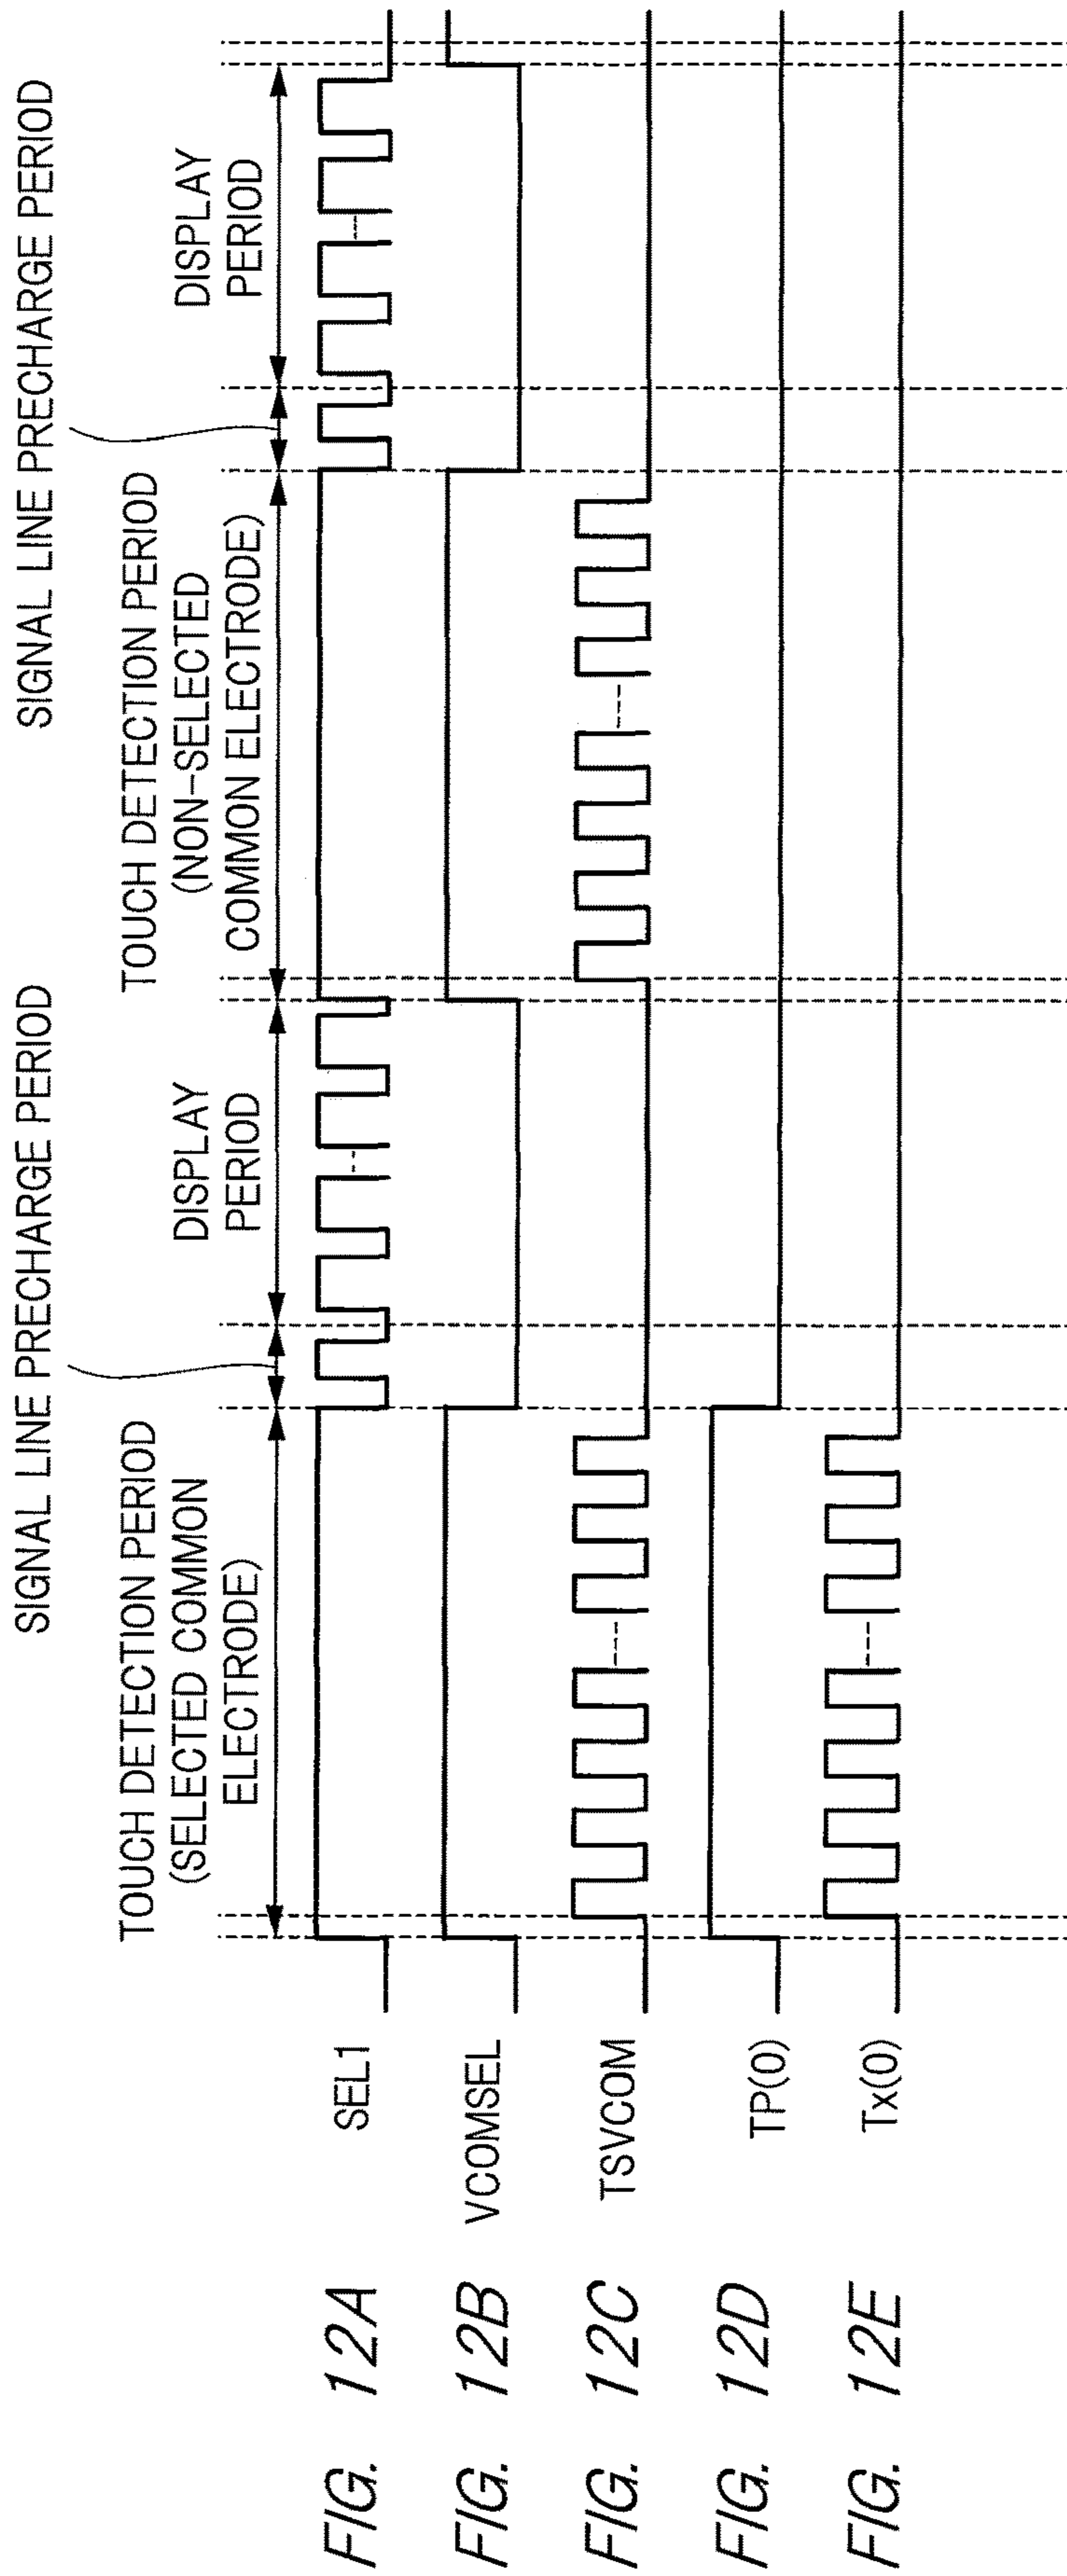 SIGNAL LINE PRECHARGE PERIOD
SIGNAL LINE PRECHARGE PERIOD
TOUCH DETECTION PERIOD
(SELECTED COMMON
ELECTRODE)
DISPLAY
PERIOD
TOUCH DETECTION PERIOD
(NON-SELECTED
COMMON ELECTRODE)
DISPLAY
PERIOD
FIG. 12A SEL1
FIG. 12B VCOMSEL
FIG. 12C TSVCOM
FIG. 12D TP(0)
FIG. 12E Tx(0)